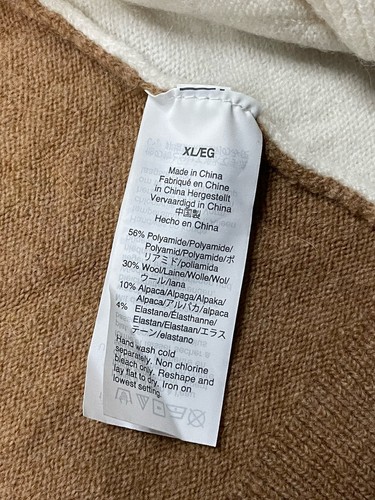 XL/EG
Made in China
Fabriqué en Chine
in China Hergestellt
Vervaardigd in China
中国製
Hecho en China
56% Polyamide/Polyamide/
Polyamid/Polyamide/ポ
リアミド/poliamida
30% Wool/Laine/Wolle/Wol/
ウール/lana
10% Alpaca/Alpaga/Alpaka/
Alpaca/アルパカ/alpaca
4% Elastane/Élasthanne/
Elastan/Elastaan/エラス
テーン/elastano
Hand wash cold
separately. Non chlorine
bleach only. Reshape and
lay flat to dry. Iron on
lowest setting.